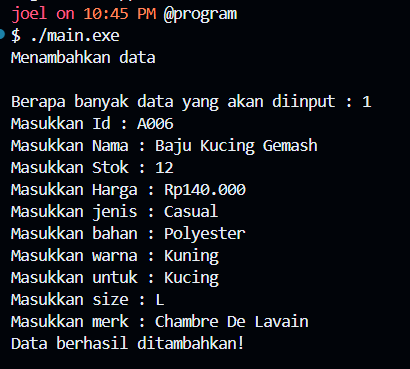 joel on 10:45 PM @program
$ ./main.exe
Menambahkan data
Berapa banyak data yang akan diinput : 1
Masukkan Id : A006
Masukkan Nama : Baju Kucing Gemash
Masukkan Stok : 12
Masukkan Harga : Rp140.000
Masukkan jenis : Casual
Masukkan bahan : Polyester
Masukkan warna : Kuning
Masukkan untuk : Kucing
Masukkan size : L
Masukkan merk : Chambre De Lavain
Data berhasil ditambahkan!